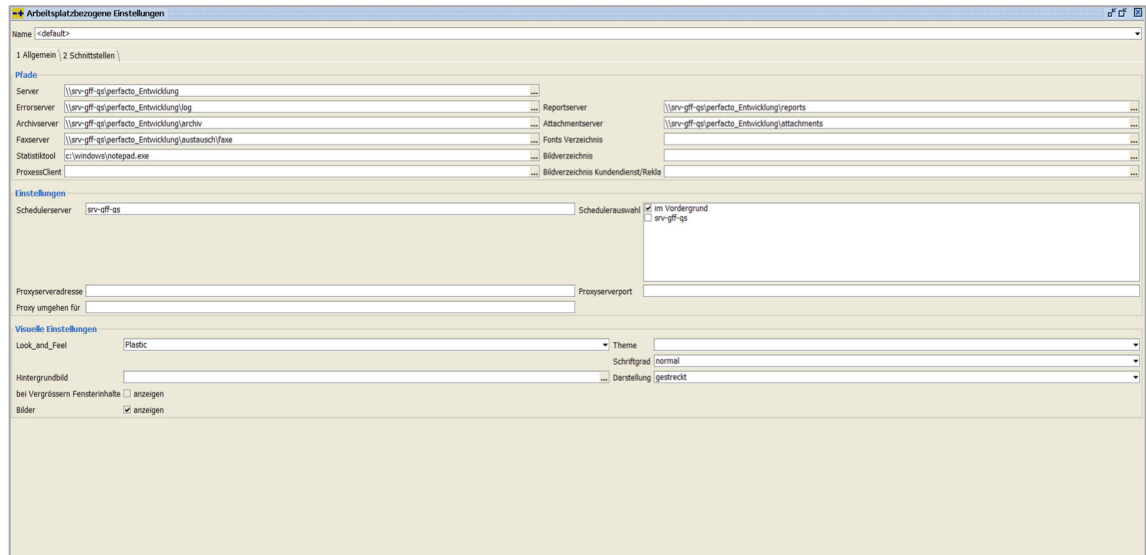 Arbeitsplatzbezogene Einstellungen
Name <default>
1 Allgemein 2 Schnittstellen
Pfade
Server \\srv-gff-qs\perfacto_Entwicklung ...
Errorserver \\srv-gff-qs\perfacto_Entwicklung\log ... Reportserver \\srv-gff-qs\perfacto_Entwicklung\reports ...
Archivserver \\srv-gff-qs\perfacto_Entwicklung\archiv ... Attachmentserver \\srv-gff-qs\perfacto_Entwicklung\attachments ...
Faxserver \\srv-gff-qs\perfacto_Entwicklung\austausch\faxe ... Fonts Verzeichnis ...
Statistiktool c:\windows\notepad.exe ... Bildverzeichnis ...
ProxessClient ... Bildverzeichnis Kundendienst/Rekla ...
Einstellungen
Schedulerserver srv-gff-qs Schedulerauswahl im Vordergrund
srv-gff-qs
Proxyserveradresse Proxyserverport
Proxy umgehen für
Visuelle Einstellungen
Look_and_Feel Plastic Theme
Schriftgrad normal
Hintergrundbild ... Darstellung gestreckt
bei Vergrössern Fensterinhalte anzeigen
Bilder anzeigen